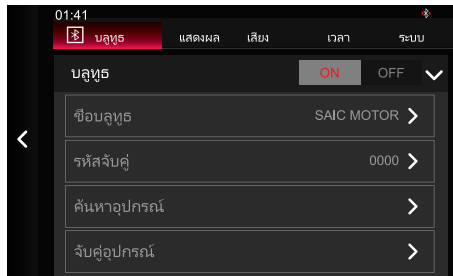 01:41
บลูทูธ แสดงผล เสียง เวลา ระบบ
บลูทูธ ON OFF
ชื่อบลูทูธ SAIC MOTOR
รหัสจับคู่ 0000
ค้นหาอุปกรณ์
จับคู่อุปกรณ์